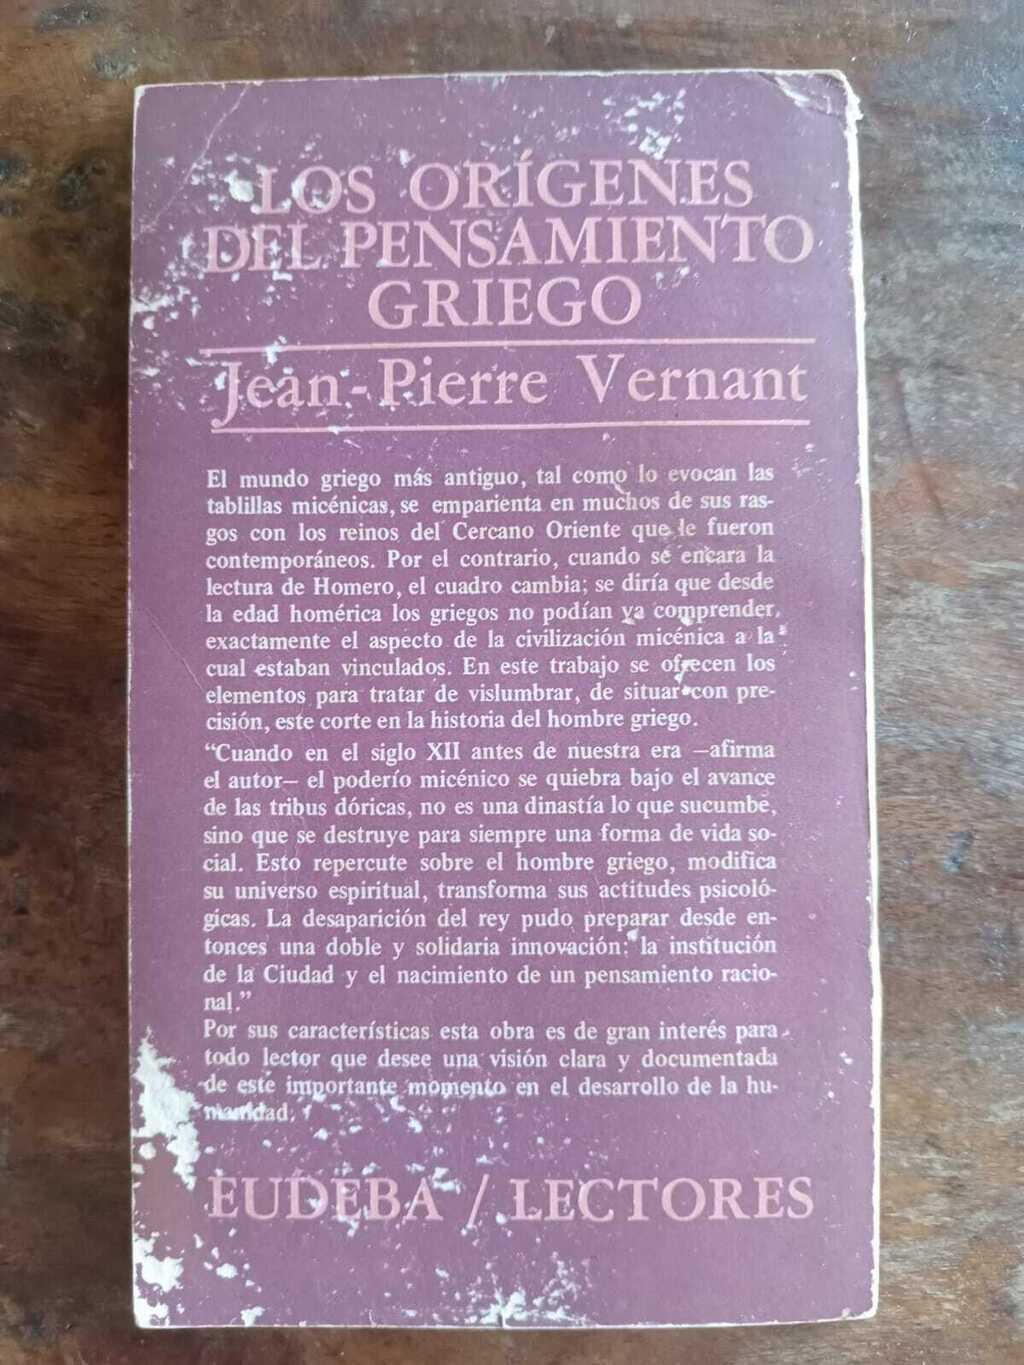 LOS ORÍGENES
DEL PENSAMIENTO
GRIEGO
Jean-Pierre Vernant
El mundo griego más antiguo, tal como lo evocan las
tablillas micénicas, se emparienta en muchos de sus ras-
gos con los reinos del Cercano Oriente que le fueron
contemporáneos. Por el contrario, cuando se encara la
lectura de Homero, el cuadro cambia; se diría que desde
la edad homérica los griegos no podían ya comprender
exactamente el aspecto de la civilización micénica a la
cual estaban vinculados. En este trabajo se ofrecen los
elementos para tratar de vislumbrar, de situar con pre-
cisión, este corte en la historia del hombre griego.
“Cuando en el siglo XII antes de nuestra era —afirma
el autor— el poderío micénico se quiebra bajo el avance
de las tribus dóricas, no es una dinastía lo que sucumbe,
sino que se destruye para siempre una forma de vida so-
cial. Esto repercute sobre el hombre griego, modifica
su universo espiritual, transforma sus actitudes psicoló-
gicas. La desaparición del rey pudo preparar desde en-
tonces una doble y solidaria innovación: la institución
de la Ciudad y el nacimiento de un pensamiento racio-
nal.”
Por sus características esta obra es de gran interés para
todo lector que desee una visión clara y documentada
de este importante momento en el desarrollo de la hu-
manidad.
EUDEBA / LECTORES